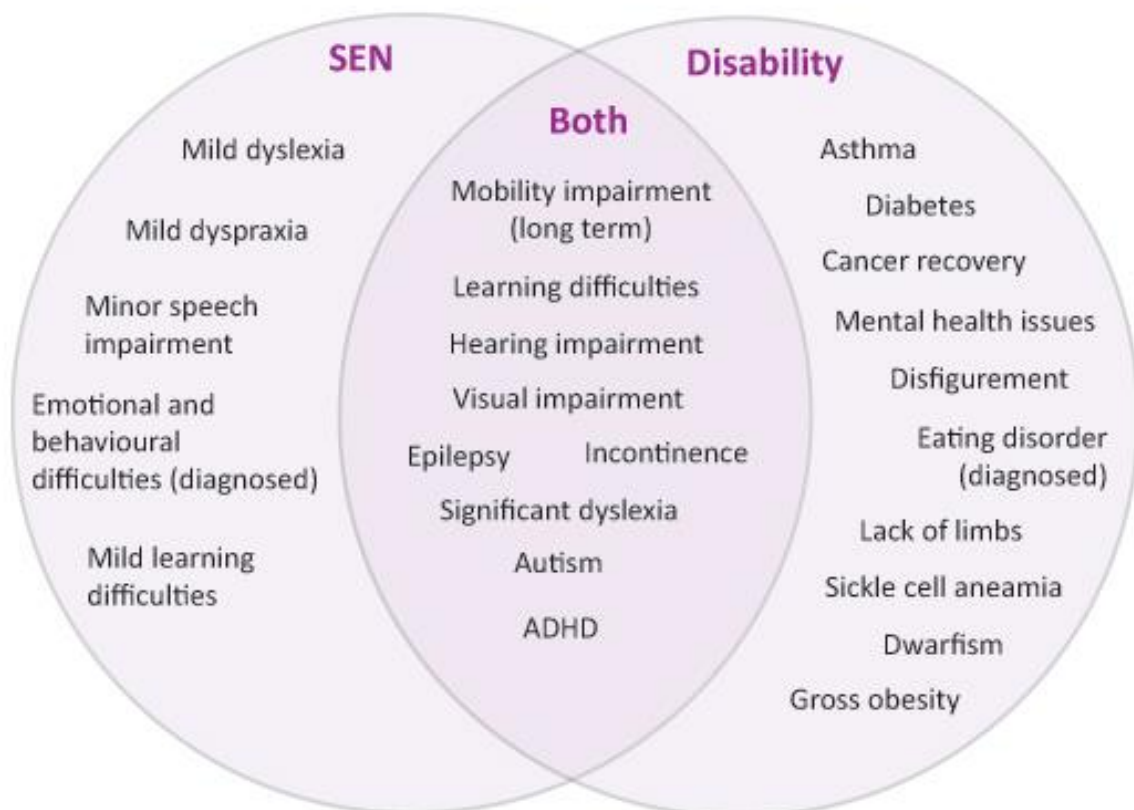 SEN
Mild dyslexia
Mild dyspraxia
Minor speech
impairment
Emotional and
behavioural
difficulties (diagnosed)
Mild learning
difficulties
Both
Mobility impairment
(long term)
Learning difficulties
Hearing impairment
Visual impairment
Epilepsy
Incontinence
Significant dyslexia
Autism
ADHD
Disability
Asthma
Diabetes
Cancer recovery
Mental health issues
Disfigurement
Eating disorder
(diagnosed)
Lack of limbs
Sickle cell aneamia
Dwarfism
Gross obesity